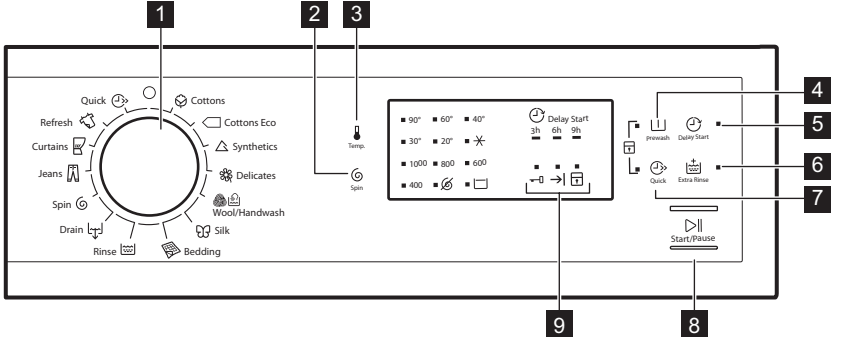 1
2
3
4
5
6
7
8
9
Quick
Cottons
Refresh
Cottons Eco
Curtains
Synthetics
Jeans
Delicates
Spin
Wool/Handwash
Drain
Silk
Rinse
Bedding
Temp.
Spin
90° 60° 40°
30° 20°
1000 800 600
400
Delay Start
3h 6h 9h
Prewash
Delay Start
Quick
Extra Rinse
Start/Pause